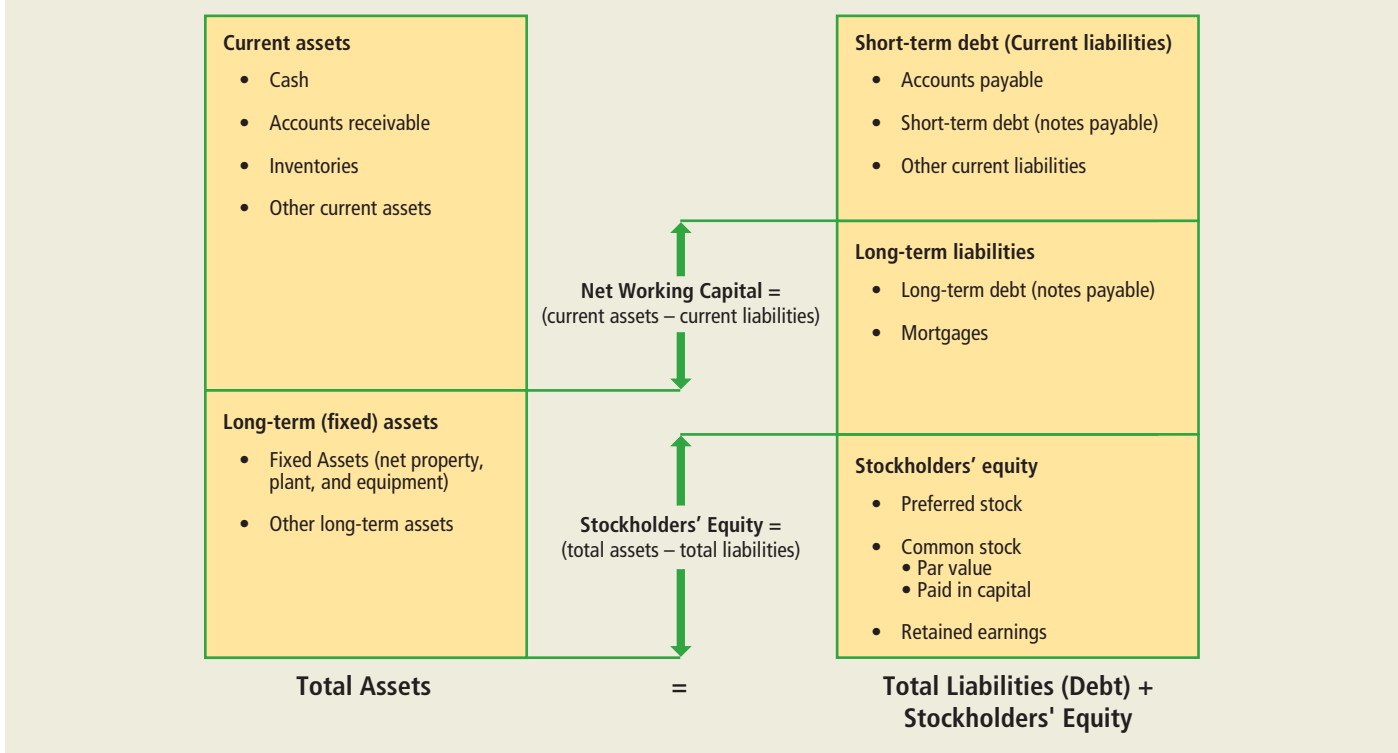 Current assets
• Cash
• Accounts receivable
• Inventories
• Other current assets
Long-term (fixed) assets
• Fixed Assets (net property,
plant, and equipment)
• Other long-term assets
Net Working Capital =
(current assets – current liabilities)
Stockholders’ Equity =
(total assets – total liabilities)
Short-term debt (Current liabilities)
• Accounts payable
• Short-term debt (notes payable)
• Other current liabilities
Long-term liabilities
• Long-term debt (notes payable)
• Mortgages
Stockholders’ equity
• Preferred stock
• Common stock
• Par value
• Paid in capital
• Retained earnings
Total Assets
=
Total Liabilities (Debt) +
Stockholders' Equity